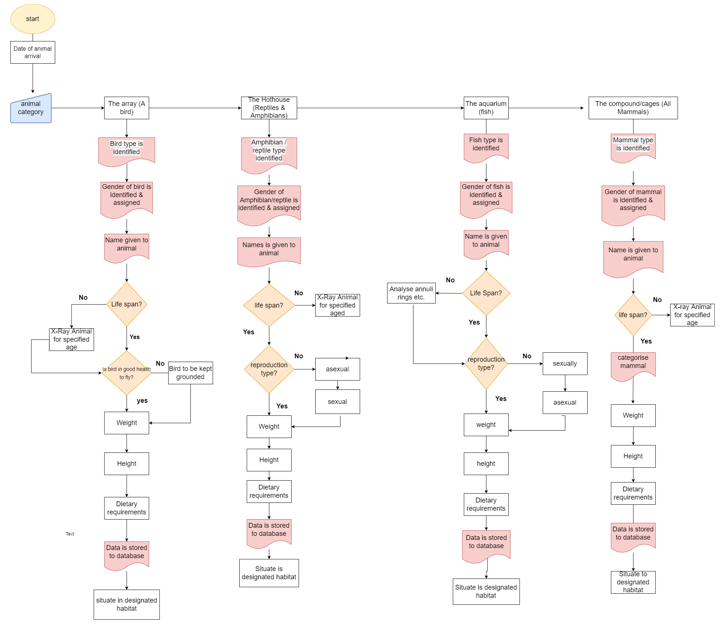 start
Date of animal
arrival
animal
category
The array (A
bird)
The Hothouse
(Reptiles &
Amphibians)
The aquarium
(fish)
The compound/cages (All
Mammals)
Bird type is
identified
Amphibian /
reptile type
identified
Fish type is
identified
Mammal type
is identified
Gender of bird is
identified &
assigned
Gender of
Amphibian/reptile is
identified & assigned
Gender of fish is
identified &
assigned
Gender of mammal
is identified &
assigned
Name given to
animal
Names is given to
animal
Name is given
to animal
Name is given to
animal
Life span?
No
Yes
X-Ray Animal
for specified
age
life span?
No
Yes
X-Ray Animal
for specified
aged
Life Span?
No
Yes
Analyse annuli
rings etc.
life span?
No
Yes
X-ray Animal
for specified
age
is bird in good health
to fly?
No
yes
Bird to be kept
grounded
reproduction
type?
No
Yes
asexual
sexual
reproduction
type?
No
Yes
sexually
asexual
categorise
mammal
Weight
Weight
weight
Weight
Height
Height
height
Height
Dietary
requirements
Dietary
requirements
Dietary
requirements
Dietary
requirements
Text
Data is stored
to database
Data is stored
to database
Data is stored
to database
Data is stored
to database
situate in designated
habitat
Situate is
designated habitat
Situate is designated
habitat
Situate to
designated
habitat